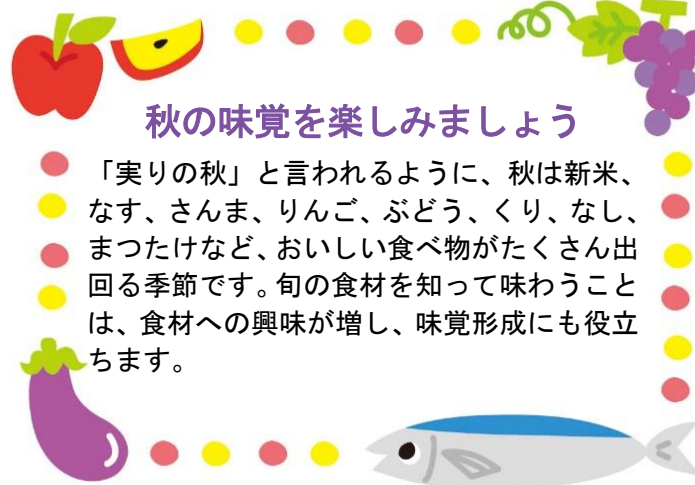 秋の味覚を楽しみましょう
「実りの秋」と言われるように、秋は新米、
なす、さんま、りんご、ぶどう、くり、なし、
まつたけなど、おいしい食べ物がたくさん出
回る季節です。旬の食材を知って味わうこと
は、食材への興味が増し、味覚形成にも役立
ちます。